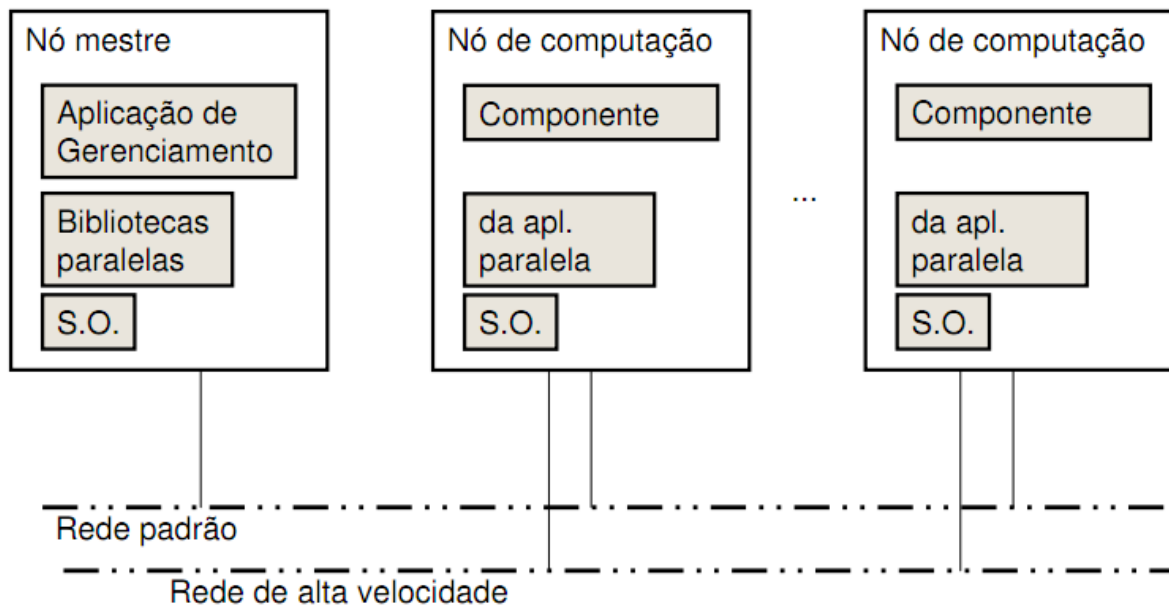 Nó mestre
Aplicação de
Gerenciamento
Bibliotecas
paralelas
S.O.
Nó de computação
Componente
da apl.
paralela
S.O.
...
Nó de computação
Componente
da apl.
paralela
S.O.
Rede padrão
Rede de alta velocidade